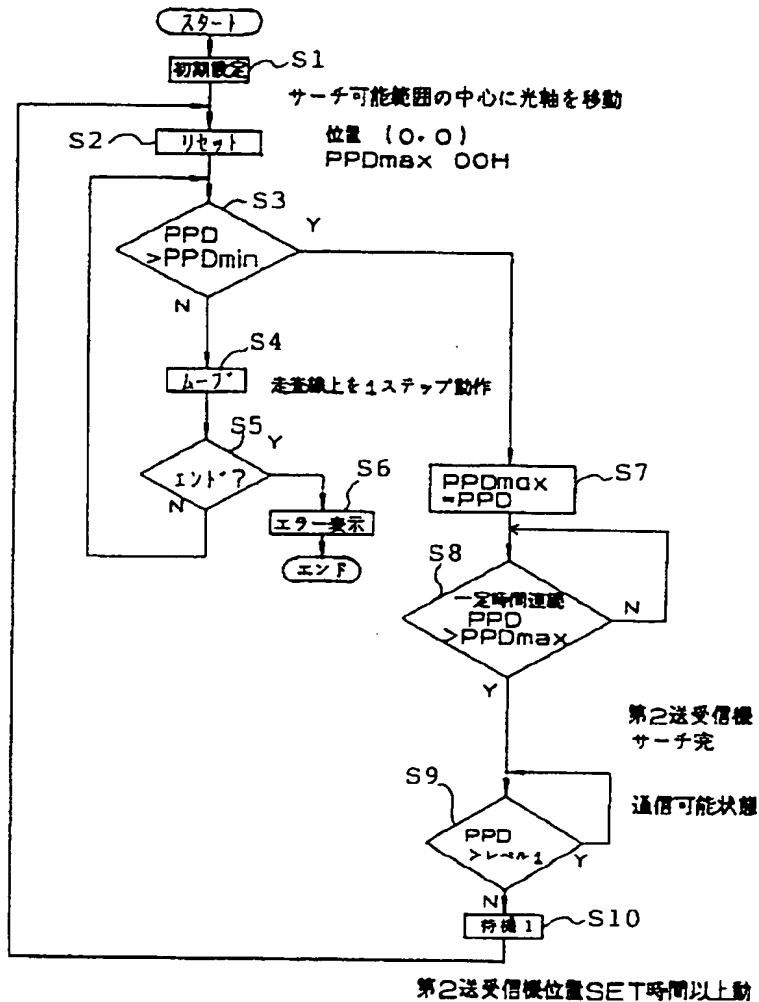 スタート
初期設定
S1
サーチ可能範囲の中心に光軸を移動
S2
リセット
位置 (0.0)
PPDmax 00H
S3
PPD
>PPDmin
Y
N
S4
ムーブ
走査線上を1ステップ動作
S5
Y
エンド?
N
S6
エラー表示
エンド
S7
PPDmax
=PPD
S8
一定時間連続
PPD
>PPDmax
N
Y
第2送受信機
サーチ完
S9
通信可能状態
PPD
>レベル1
Y
N
待機1
S10
第2送受信機位置SET時間以上動